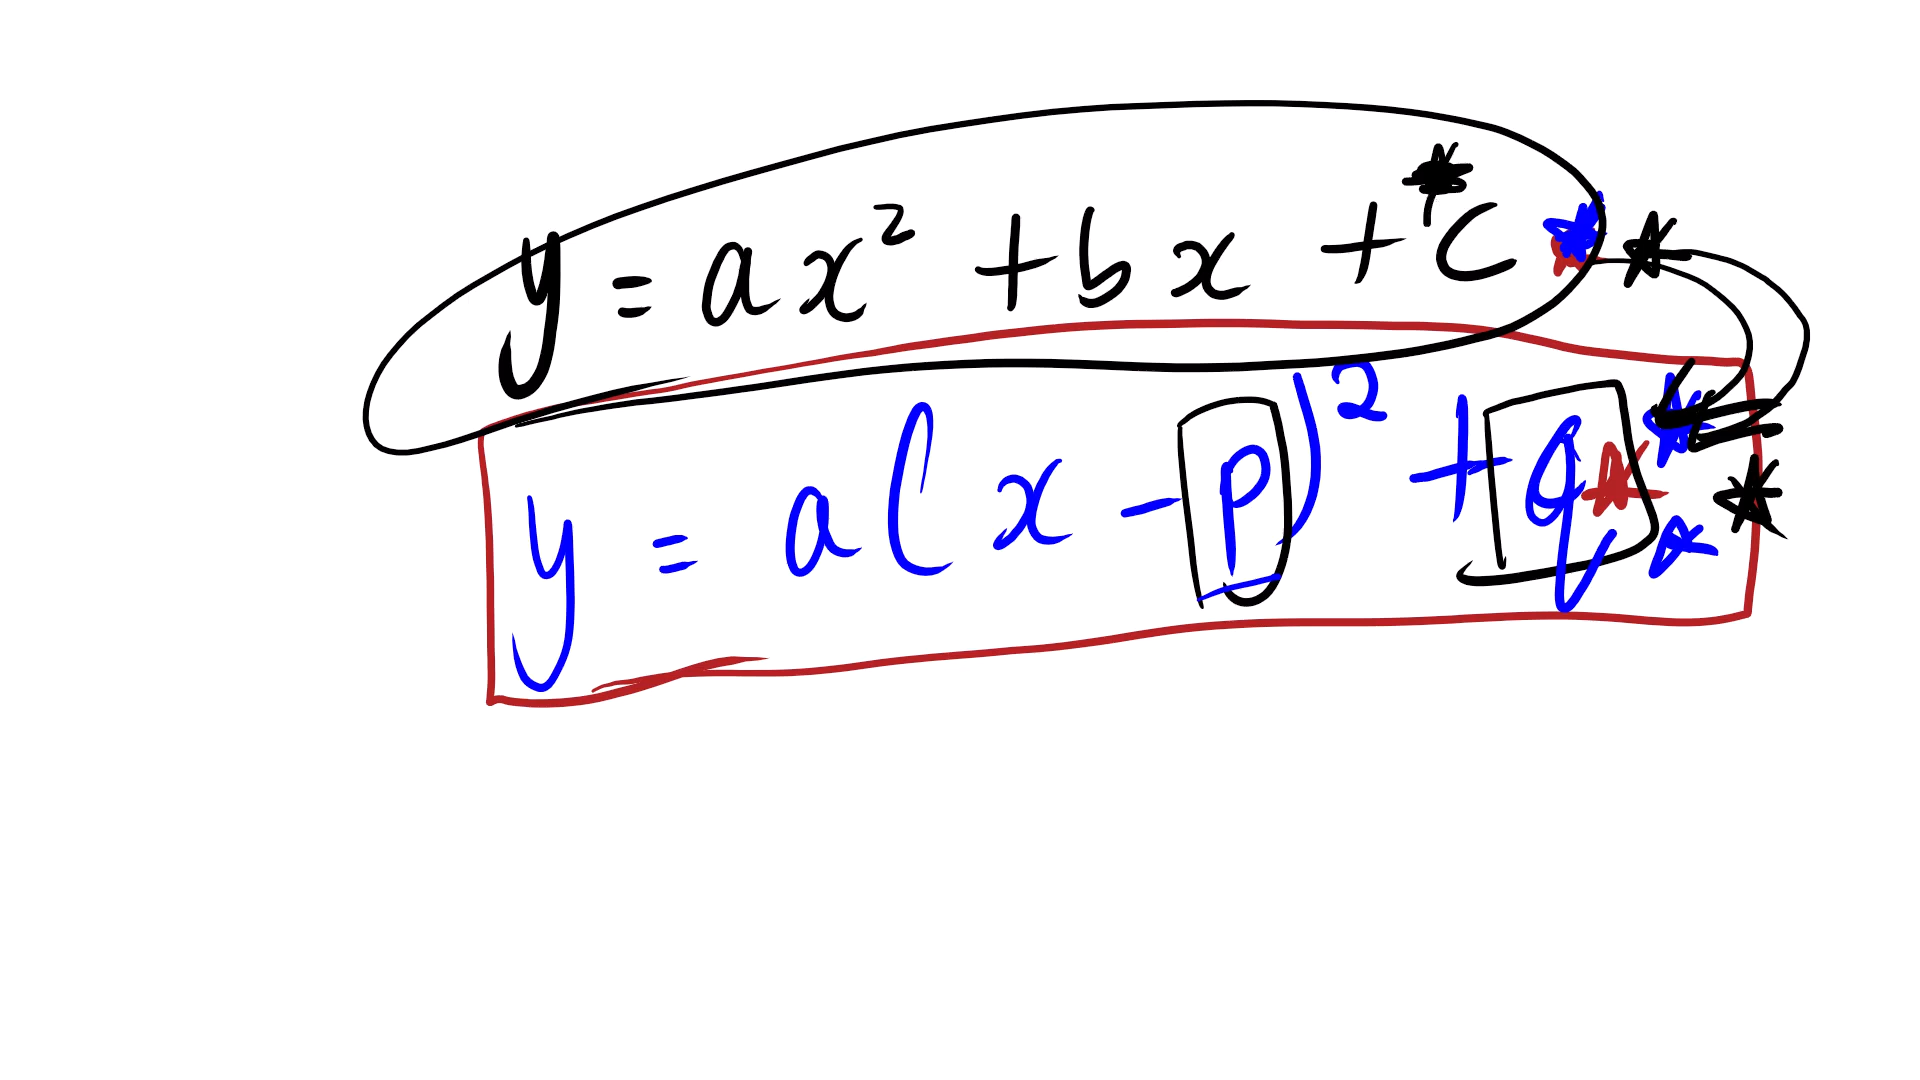 y = ax² + bx + c
y = a(x - p)² + q